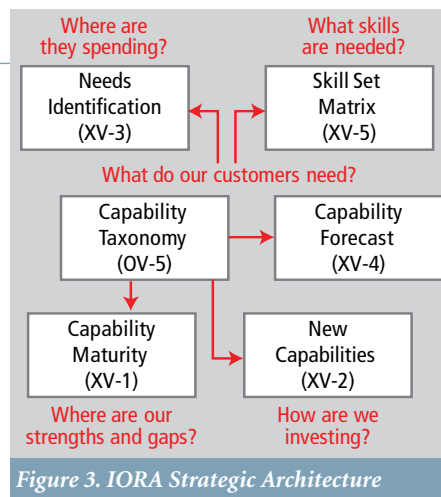 Where are
they spending?
What skills
are needed?
Needs
Identification
(XV-3)
Skill Set
Matrix
(XV-5)
What do our customers need?
Capability
Taxonomy
(OV-5)
Capability
Forecast
(XV-4)
Capability
Maturity
(XV-1)
New
Capabilities
(XV-2)
Where are our
strengths and gaps?
How are we
investing?
Figure 3. IORA Strategic Architecture